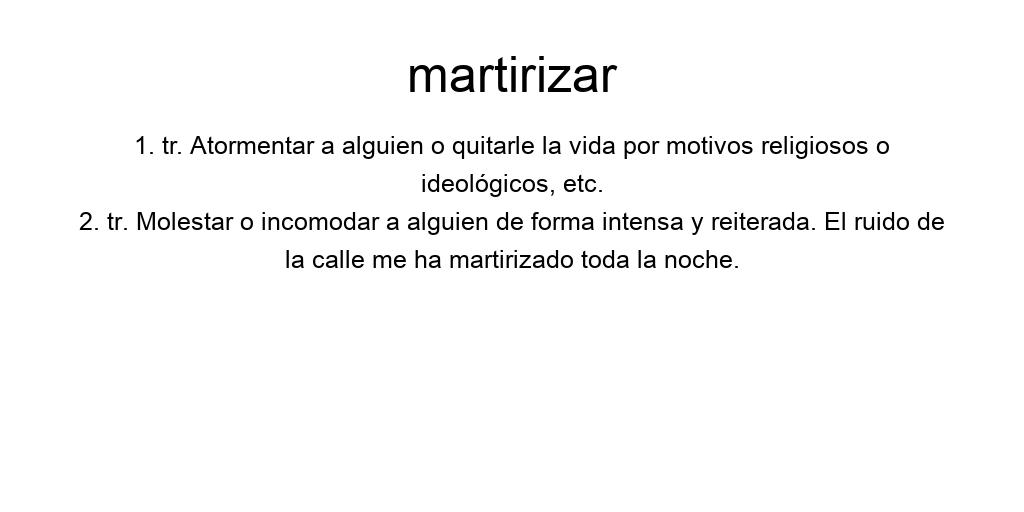 martirizar
1. tr. Atormentar a alguien o quitarle la vida por motivos religiosos o
ideológicos, etc.
2. tr. Molestar o incomodar a alguien de forma intensa y reiterada. El ruido de
la calle me ha martirizado toda la noche.